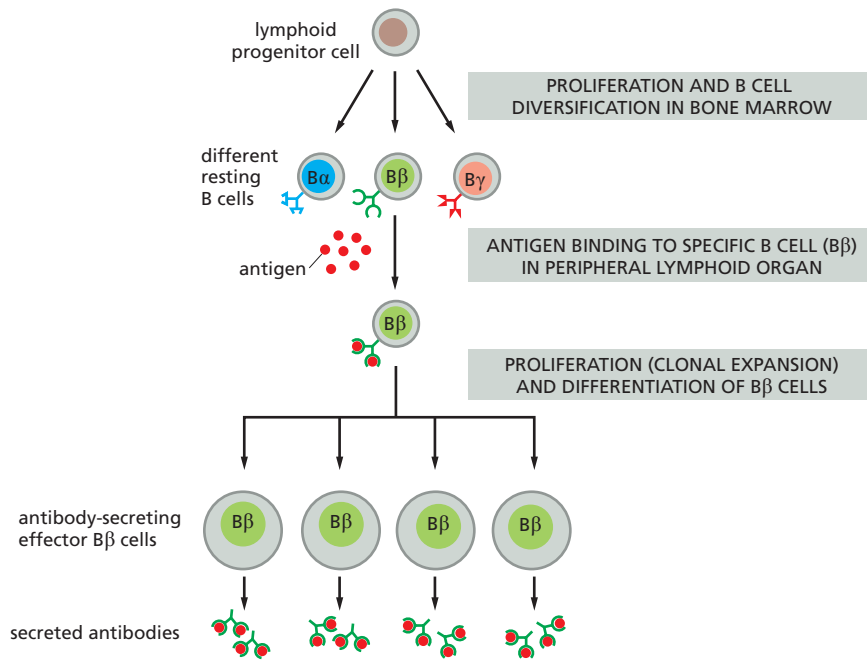 lymphoid
progenitor cell
PROLIFERATION AND B CELL
DIVERSIFICATION IN BONE MARROW
different
resting
B cells
Bα
Bβ
Bγ
antigen
ANTIGEN BINDING TO SPECIFIC B CELL (Bβ)
IN PERIPHERAL LYMPHOID ORGAN
Bβ
PROLIFERATION (CLONAL EXPANSION)
AND DIFFERENTIATION OF Bβ CELLS
antibody-secreting
effector Bβ cells
Bβ
Bβ
Bβ
Bβ
secreted antibodies